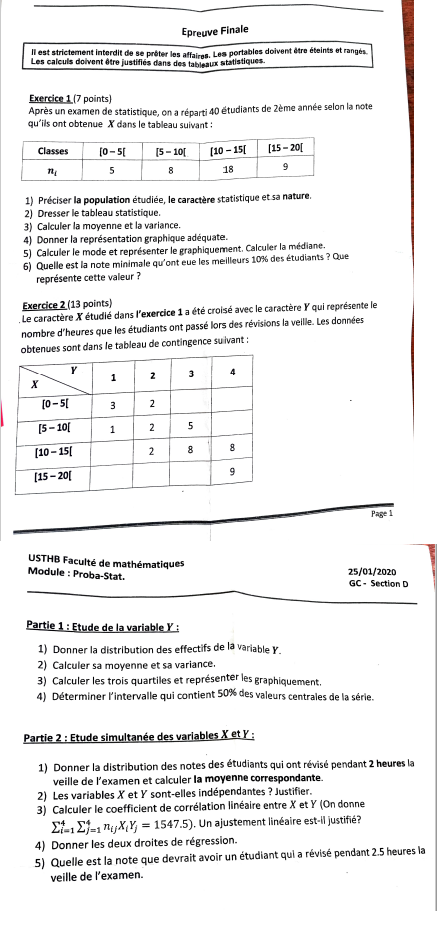 Epreuve Finale
Il est strictement interdit de se prêter les affaires. Les portables doivent être éteints et rangés.
Les calculs doivent être justifiés dans des tableaux statistiques.
Exercice 1 (7 points)
Après un examen de statistique, on a réparti 40 étudiants de 2ème année selon la note
qu'ils ont obtenue X dans le tableau suivant :
Classes [0 – 5[ [5 – 10[ [10 – 15[ [15 – 20[
nᵢ 5 8 18 9
1) Préciser la population étudiée, le caractère statistique et sa nature.
2) Dresser le tableau statistique.
3) Calculer la moyenne et la variance.
4) Donner la représentation graphique adéquate.
5) Calculer le mode et représenter le graphiquement. Calculer la médiane.
6) Quelle est la note minimale qu'ont eue les meilleurs 10% des étudiants ? Que
représente cette valeur ?
Exercice 2 (13 points)
Le caractère X étudié dans l'exercice 1 a été croisé avec le caractère Y qui représente le
nombre d'heures que les étudiants ont passé lors des révisions la veille. Les données
obtenues sont dans le tableau de contingence suivant :
Y
X 1 2 3 4
[0 – 5[ 3 2
[5 – 10[ 1 2 5
[10 – 15[ 2 8 8
[15 – 20[ 9
Page 1
USTHB Faculté de mathématiques
Module : Proba-Stat.
25/01/2020
GC - Section D
Partie 1 : Etude de la variable Y :
1) Donner la distribution des effectifs de la variable Y.
2) Calculer sa moyenne et sa variance.
3) Calculer les trois quartiles et représenter les graphiquement.
4) Déterminer l'intervalle qui contient 50% des valeurs centrales de la série.
Partie 2 : Etude simultanée des variables X et Y :
1) Donner la distribution des notes des étudiants qui ont révisé pendant 2 heures la
veille de l'examen et calculer la moyenne correspondante.
2) Les variables X et Y sont-elles indépendantes ? Justifier.
3) Calculer le coefficient de corrélation linéaire entre X et Y (On donne
∑⁴ᵢ₌₁ ∑⁴ⱼ₌₁ nᵢⱼXᵢYⱼ = 1547.5). Un ajustement linéaire est-il justifié?
4) Donner les deux droites de régression.
5) Quelle est la note que devrait avoir un étudiant qui a révisé pendant 2.5 heures la
veille de l'examen.